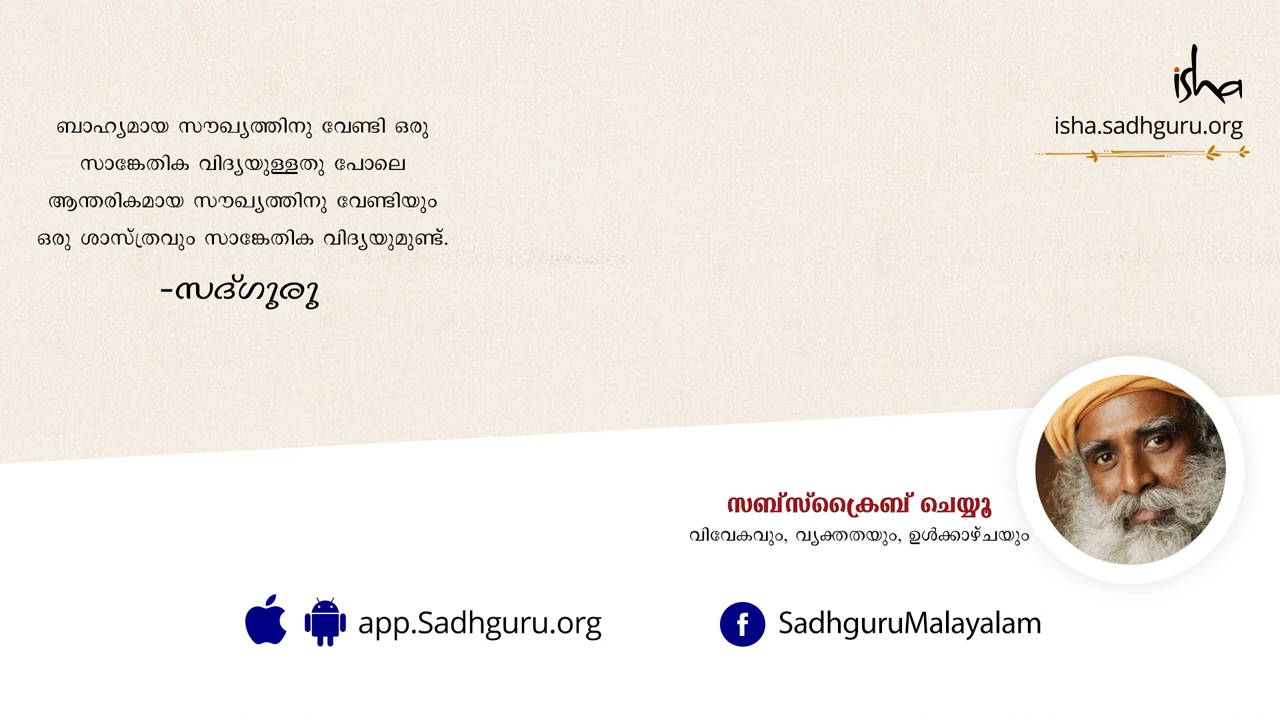 ബാഹ്യമായ സൗഖ്യത്തിനു വേണ്ടി ഒരു
സാങ്കേതിക വിദ്യയുള്ളതു പോലെ
ആന്തരികമായ സൗഖ്യത്തിനു വേണ്ടിയും
ഒരു ശാസ്ത്രവും സാങ്കേതിക വിദ്യയുമുണ്ട്.
-സദ്ഗുരു
isha
isha.sadhguru.org
സബ്സ്ക്രൈബ് ചെയ്യൂ
വിവേകവും, വ്യക്തതയും, ഉൾക്കാഴ്ചയും
app.Sadhguru.org
f SadhguruMalayalam